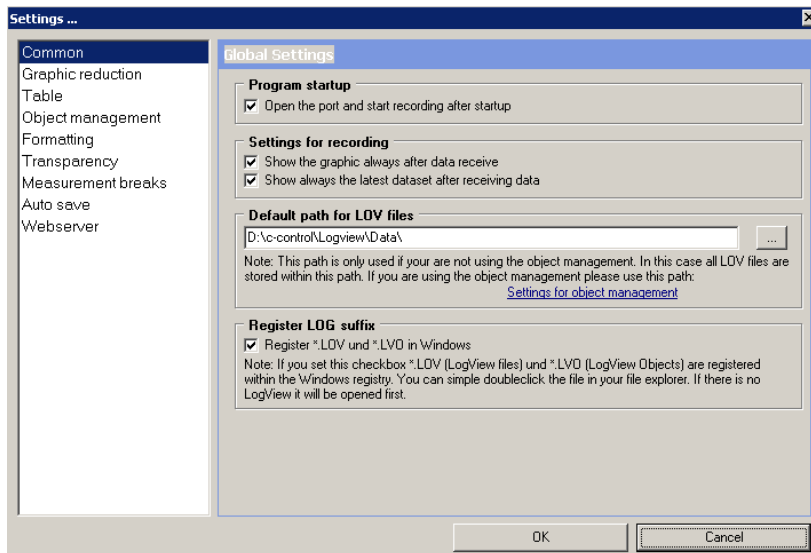 Settings ...
Common
Graphic reduction
Table
Object management
Formatting
Transparency
Measurement breaks
Auto save
Webserver
Global Settings
Program startup
Open the port and start recording after startup
Settings for recording
Show the graphic always after data receive
Show always the latest dataset after receiving data
Default path for LOV files
D:\c-control\Logview\Data\
...
Note: This path is only used if your are not using the object management. In this case all LOV files are
stored within this path. If you are using the object management please use this path:
Settings for object management
Register LOG suffix
Register *.LOV und *.LVO in Windows
Note: If you set this checkbox *.LOV (LogView files) und *.LVO (LogView Objects) are registered
within the Windows registry. You can simple doubleclick the file in your file explorer. If there is no
LogView it will be opened first.
OK
Cancel